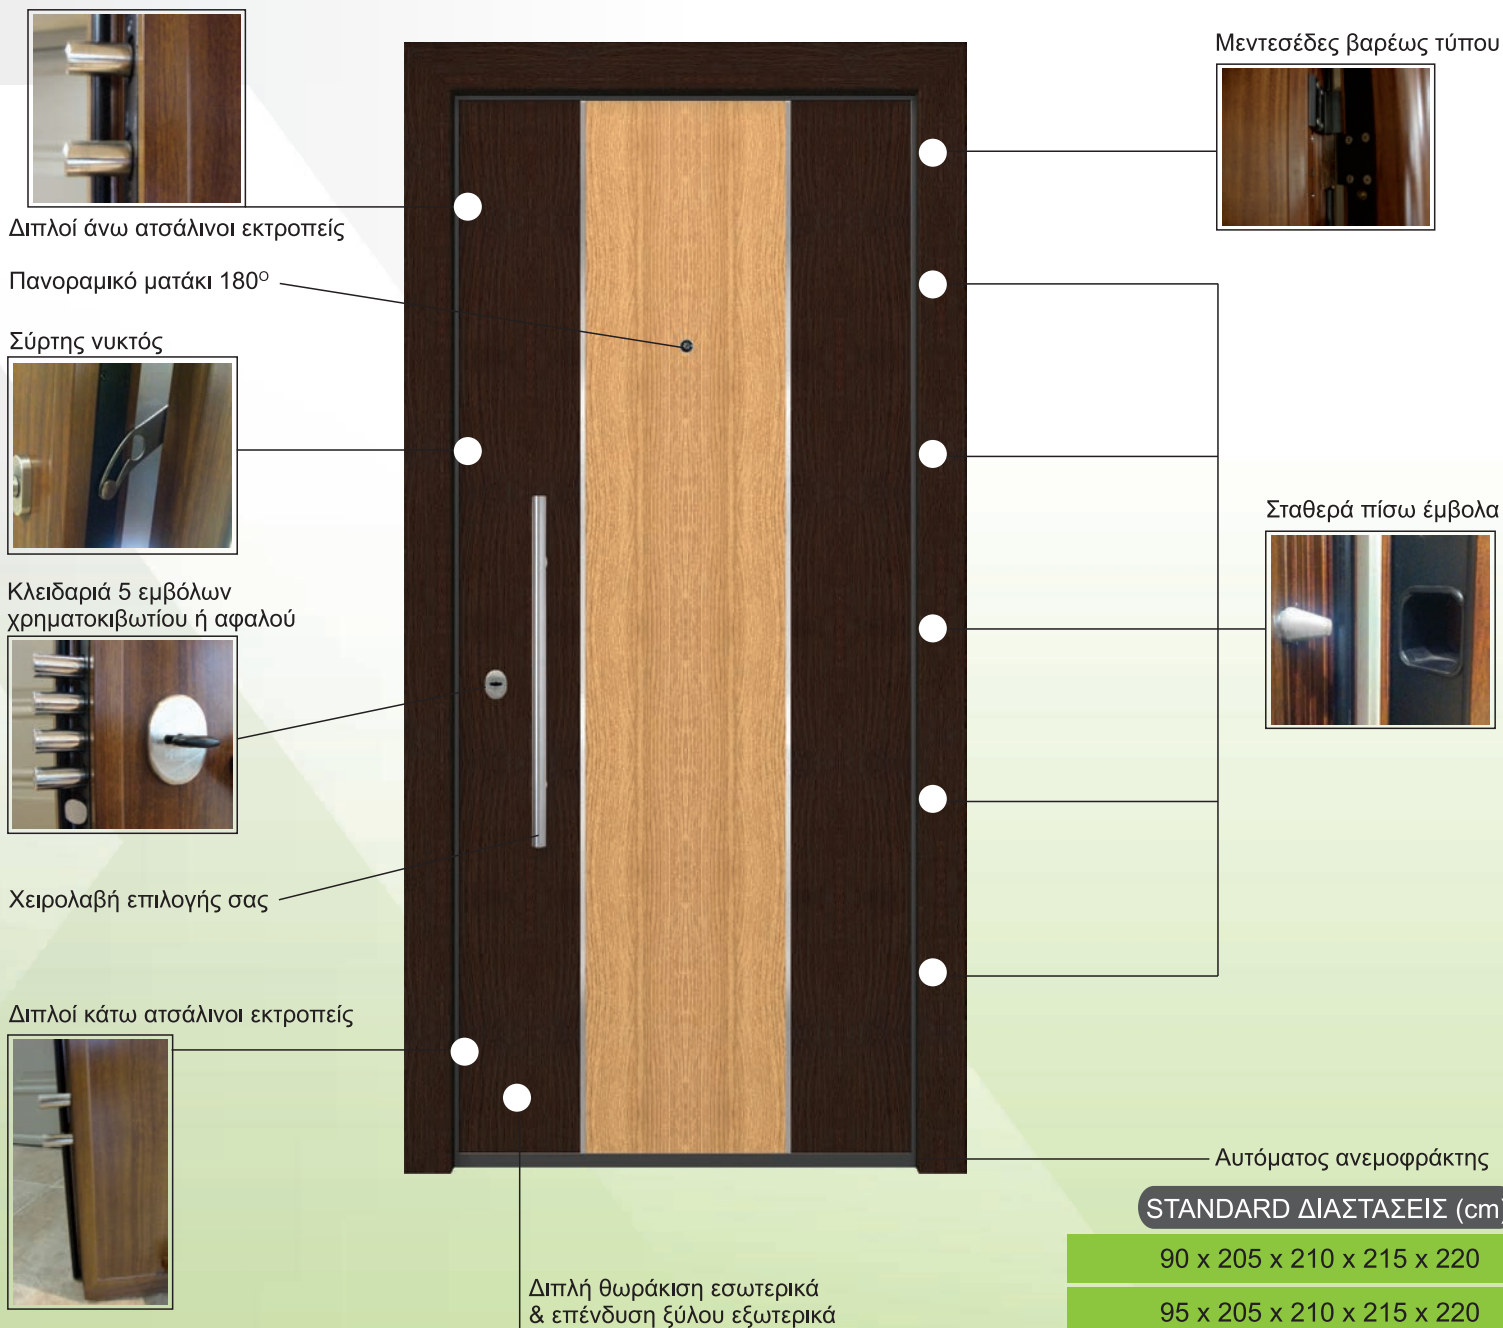 Μεντεσέδες βαρέως τύπου
Διπλοί άνω ατσάλινοι εκτροπείς
Πανοραμικό ματάκι 180°
Σύρτης νυκτός
Σταθερά πίσω έμβολα
Κλειδαριά 5 εμβόλων
χρηματοκιβωτίου ή αφαλού
Χειρολαβή επιλογής σας
Διπλοί κάτω ατσάλινοι εκτροπείς
Αυτόματος ανεμοφράκτης
STANDARD ΔΙΑΣΤΑΣΕΙΣ (cm)
90 x 205 x 210 x 215 x 220
95 x 205 x 210 x 215 x 220
Διπλή θωράκιση εσωτερικά
& επένδυση ξύλου εξωτερικά